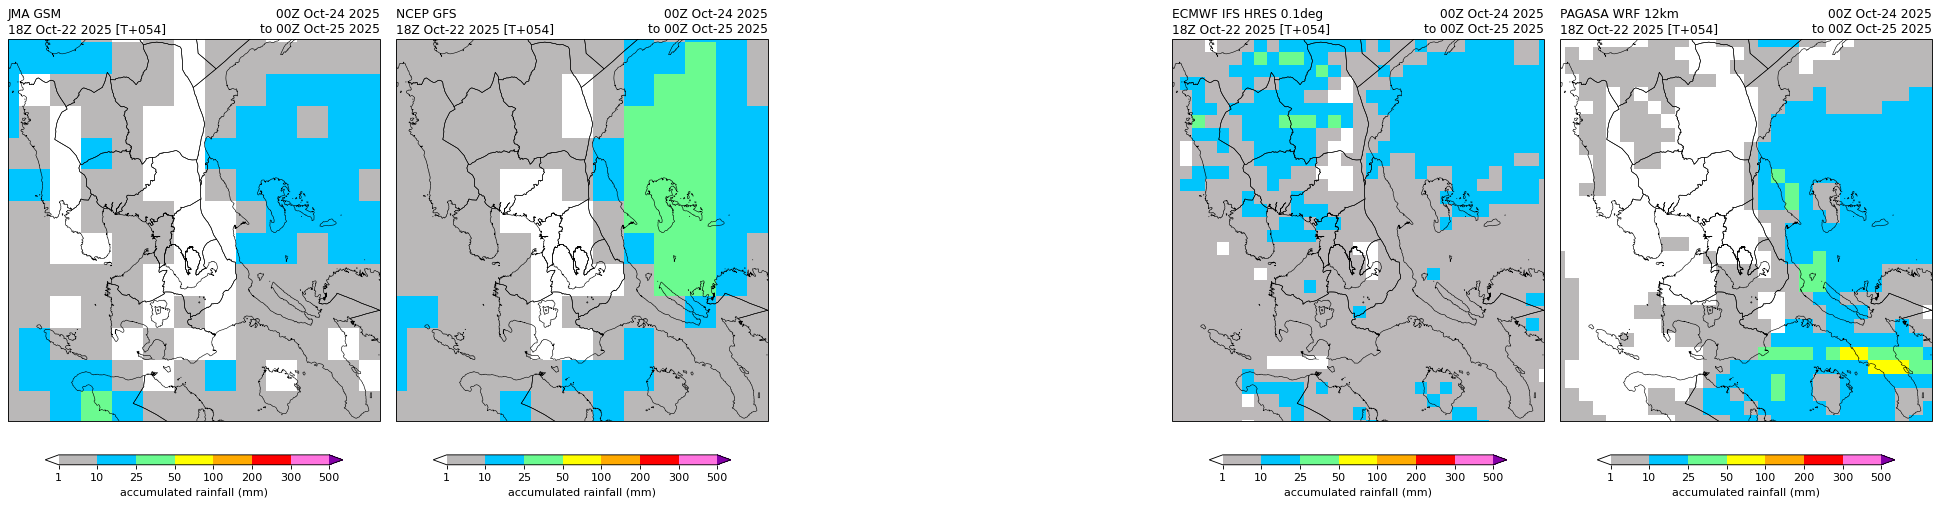 JMA GSM 00Z Oct-24 2025
18Z Oct-22 2025 [T+054] to 00Z Oct-25 2025
NCEP GFS 00Z Oct-24 2025
18Z Oct-22 2025 [T+054] to 00Z Oct-25 2025
ECMWF IFS HRES 0.1deg 00Z Oct-24 2025
18Z Oct-22 2025 [T+054] to 00Z Oct-25 2025
PAGASA WRF 12km 00Z Oct-24 2025
18Z Oct-22 2025 [T+054] to 00Z Oct-25 2025
1 10 25 50 100 200 300 500
accumulated rainfall (mm)
1 10 25 50 100 200 300 500
accumulated rainfall (mm)
1 10 25 50 100 200 300 500
accumulated rainfall (mm)
1 10 25 50 100 200 300 500
accumulated rainfall (mm)